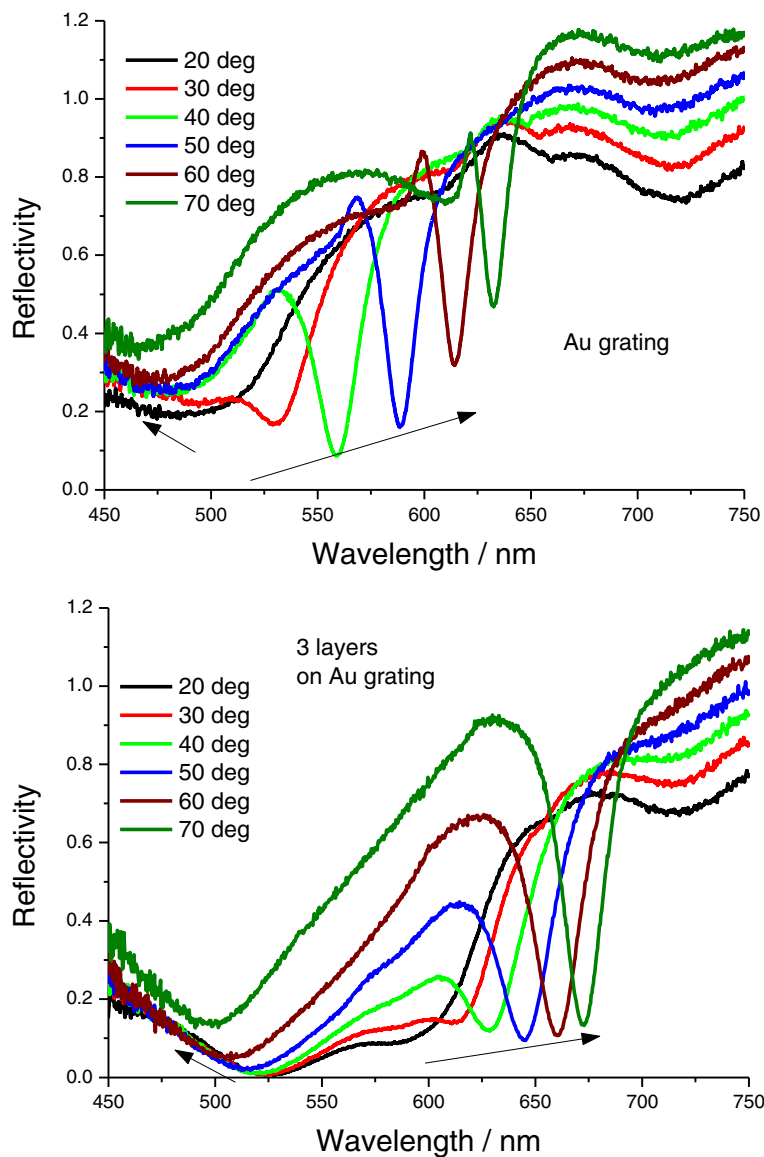 1.2
1.0
0.8
0.6
0.4
0.2
0.0
Reflectivity
20 deg
30 deg
40 deg
50 deg
60 deg
70 deg
Au grating
450 500 550 600 650 700 750
Wavelength / nm
1.2
1.0
0.8
0.6
0.4
0.2
0.0
Reflectivity
3 layers
on Au grating
20 deg
30 deg
40 deg
50 deg
60 deg
70 deg
450 500 550 600 650 700 750
Wavelength / nm